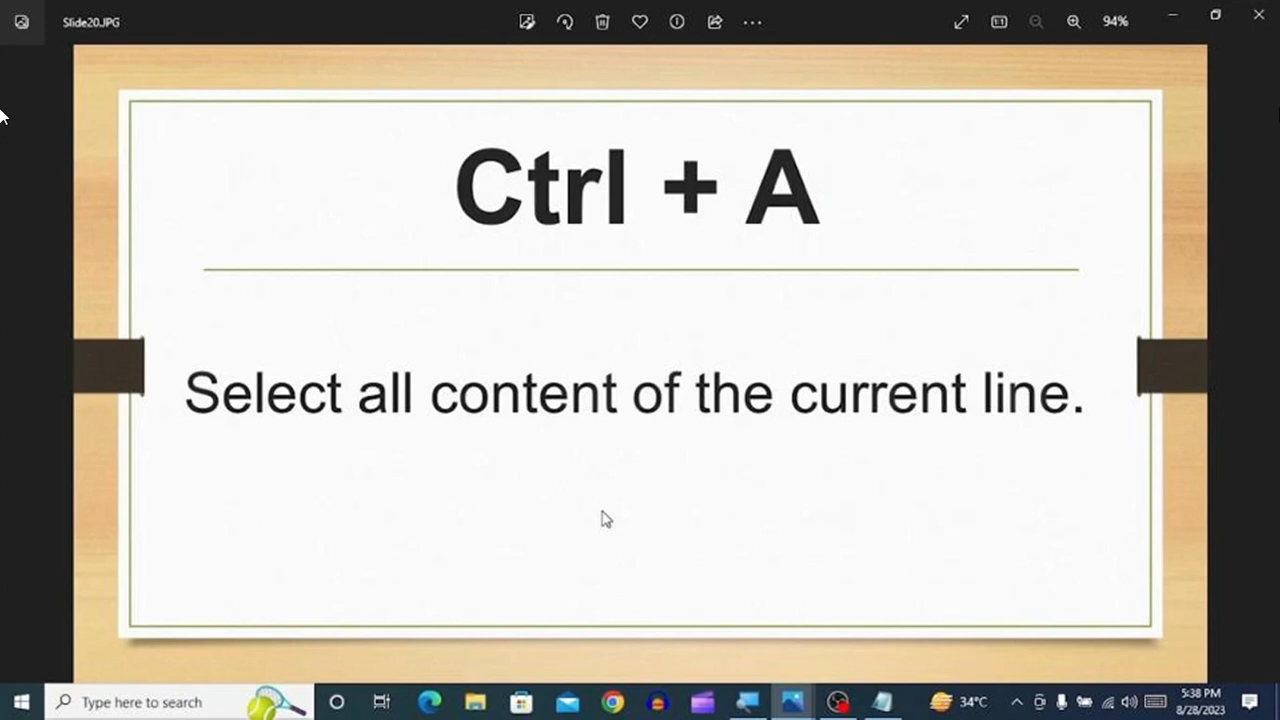 Slide20.JPG
94%
Ctrl + A
Select all content of the current line.
Type here to search
34°C
5:38 PM
8/28/2023